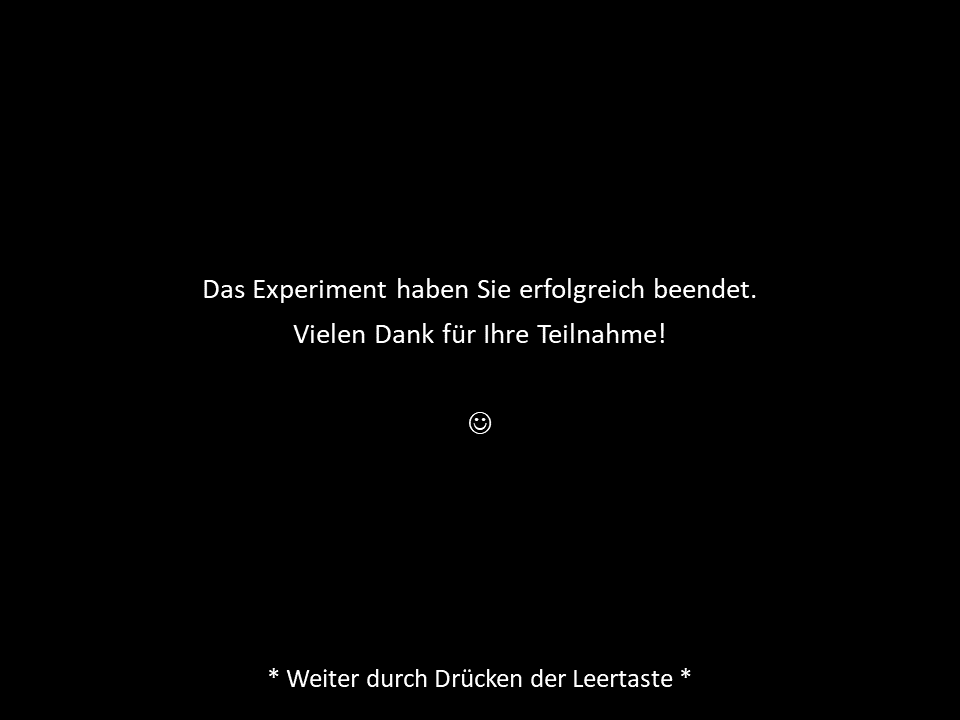 Das Experiment haben Sie erfolgreich beendet.
Vielen Dank für Ihre Teilnahme!
☺
* Weiter durch Drücken der Leertaste *